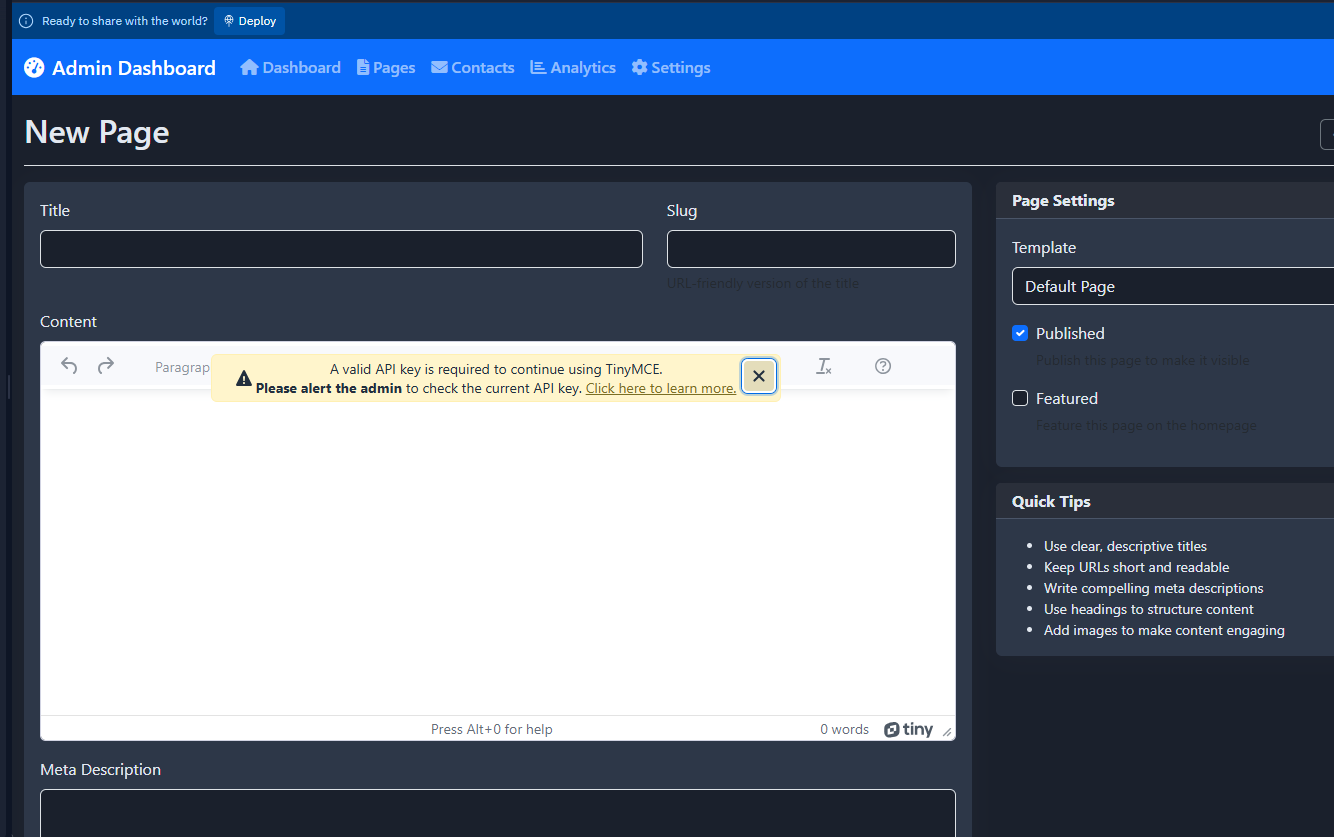 Ready to share with the world? Deploy
Admin Dashboard Dashboard Pages Contacts Analytics Settings
New Page
Title
Slug
URL-friendly version of the title
Content
Paragrap
A valid API key is required to continue using TinyMCE.
Please alert the admin to check the current API key. Click here to learn more.
Press Alt+0 for help
0 words
tiny
Meta Description
Page Settings
Template
Default Page
Published
Publish this page to make it visible
Featured
Feature this page on the homepage
Quick Tips
Use clear, descriptive titles
Keep URLs short and readable
Write compelling meta descriptions
Use headings to structure content
Add images to make content engaging